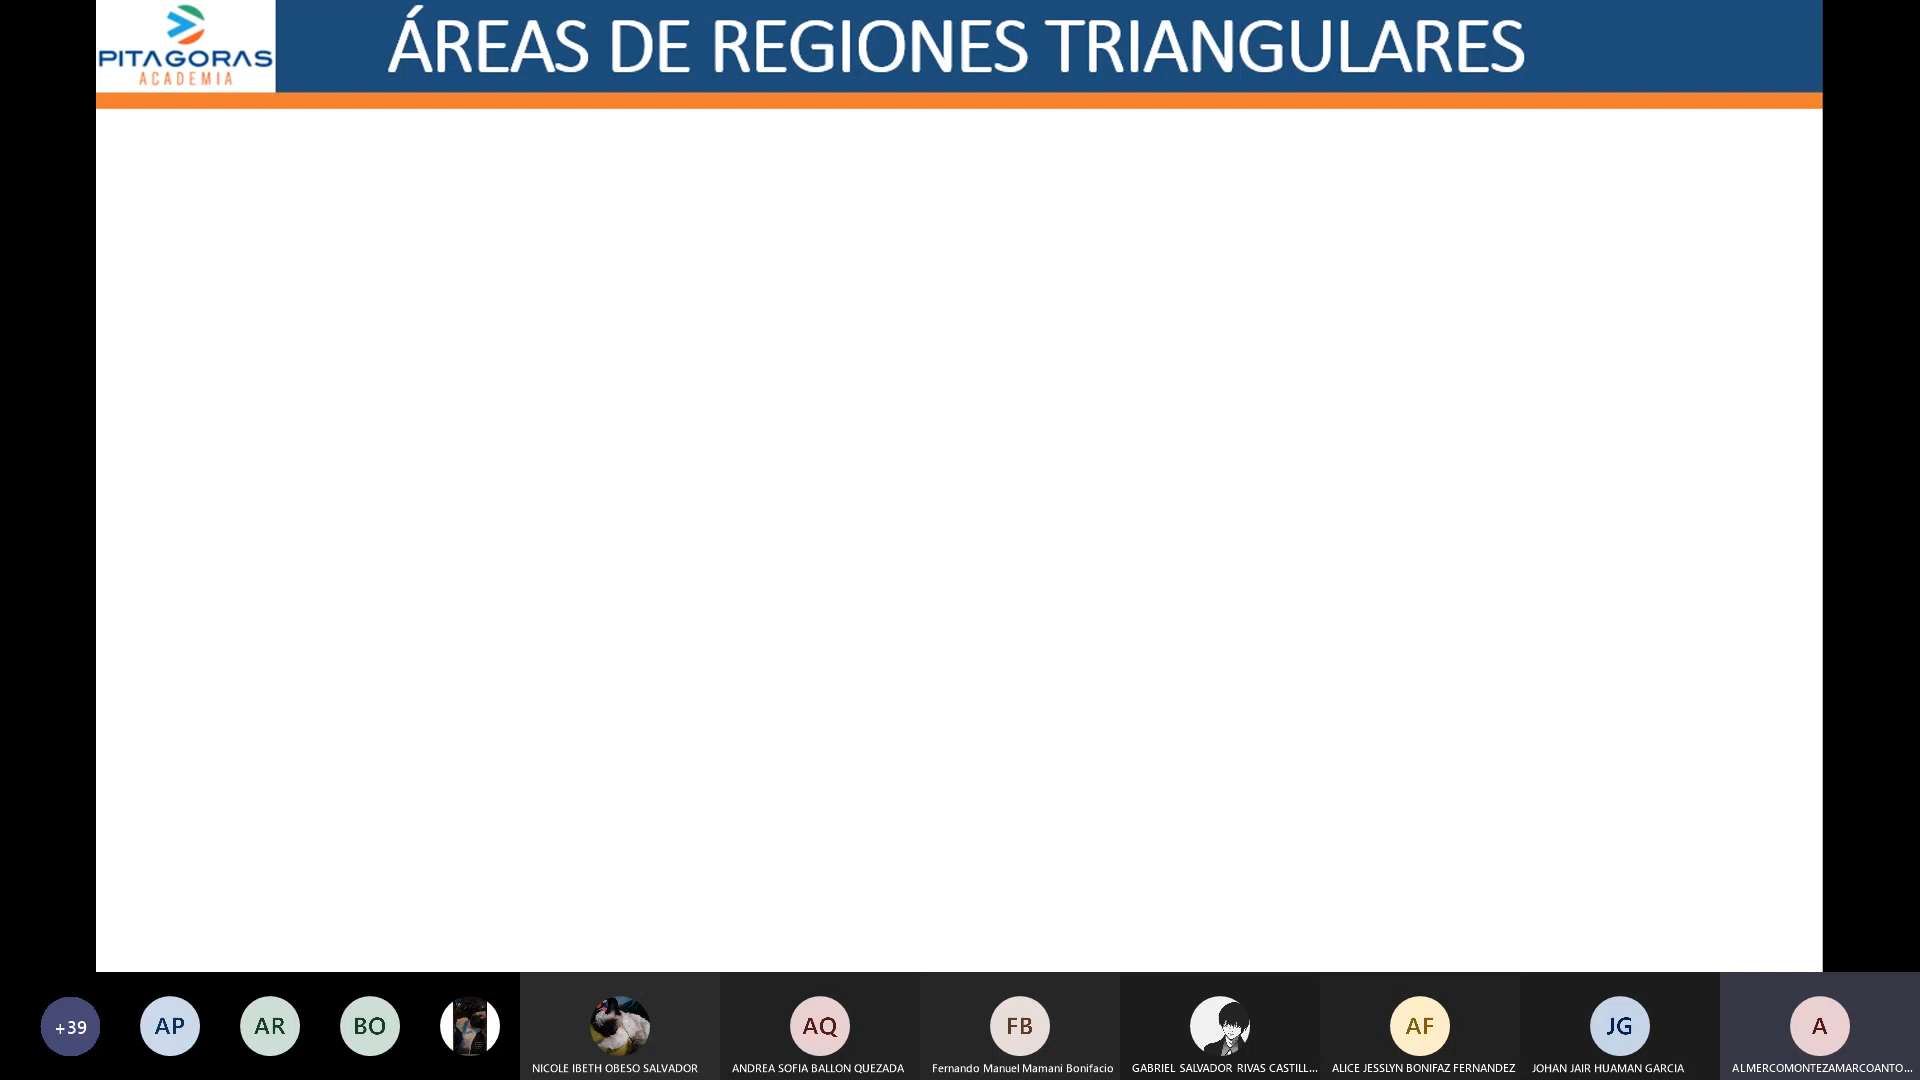 PITAGORAS
ACADEMIA
ÁREAS DE REGIONES TRIANGULARES
+39
AP
AR
BO
AQ
FB
AF
JG
A
NICOLE IBETH OBESO SALVADOR
ANDREA SOFIA BALLON QUEZADA
Fernando Manuel Mamani Bonifacio
GABRIEL SALVADOR RIVAS CASTILL...
ALICE JESSLYN BONIFAZ FERNANDEZ
JOHAN JAIR HUAMAN GARCIA
ALMERCOMONTEZAMARCOANTO...